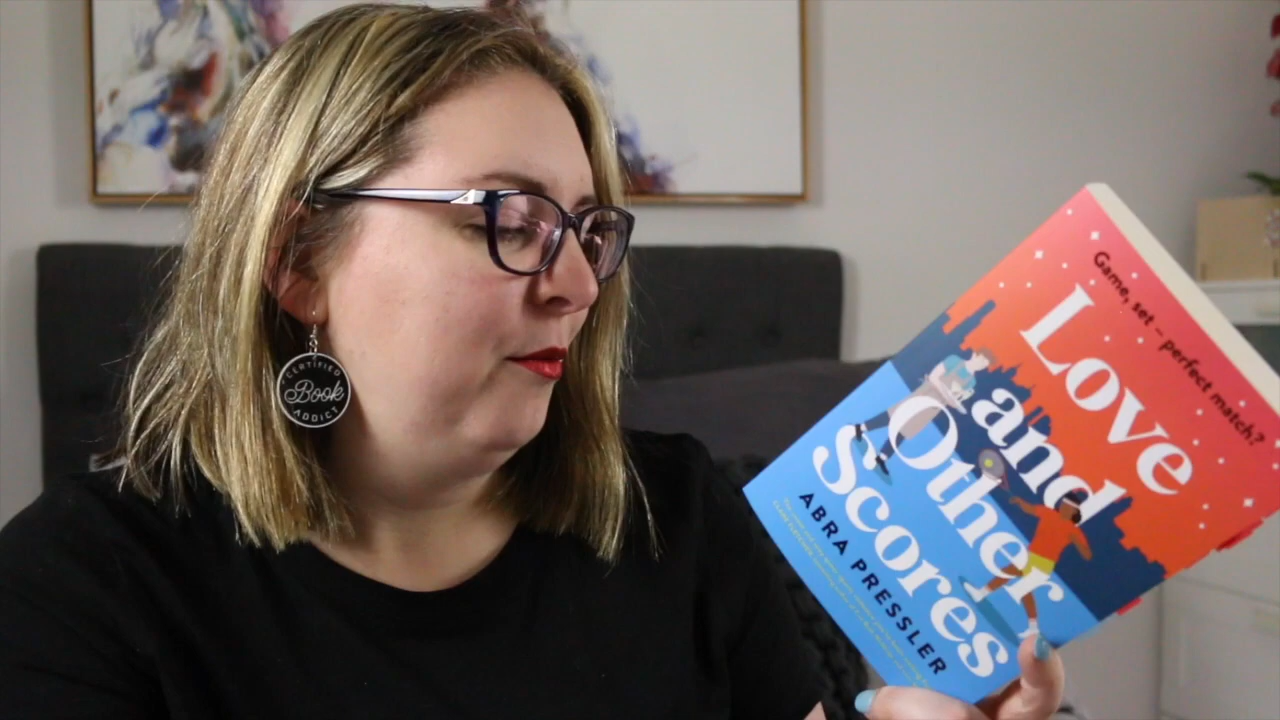 CERTIFIED
Book
ADDICT
Game, set – perfect match?
Love
and
Other
Scores
ABRA PRESSLER